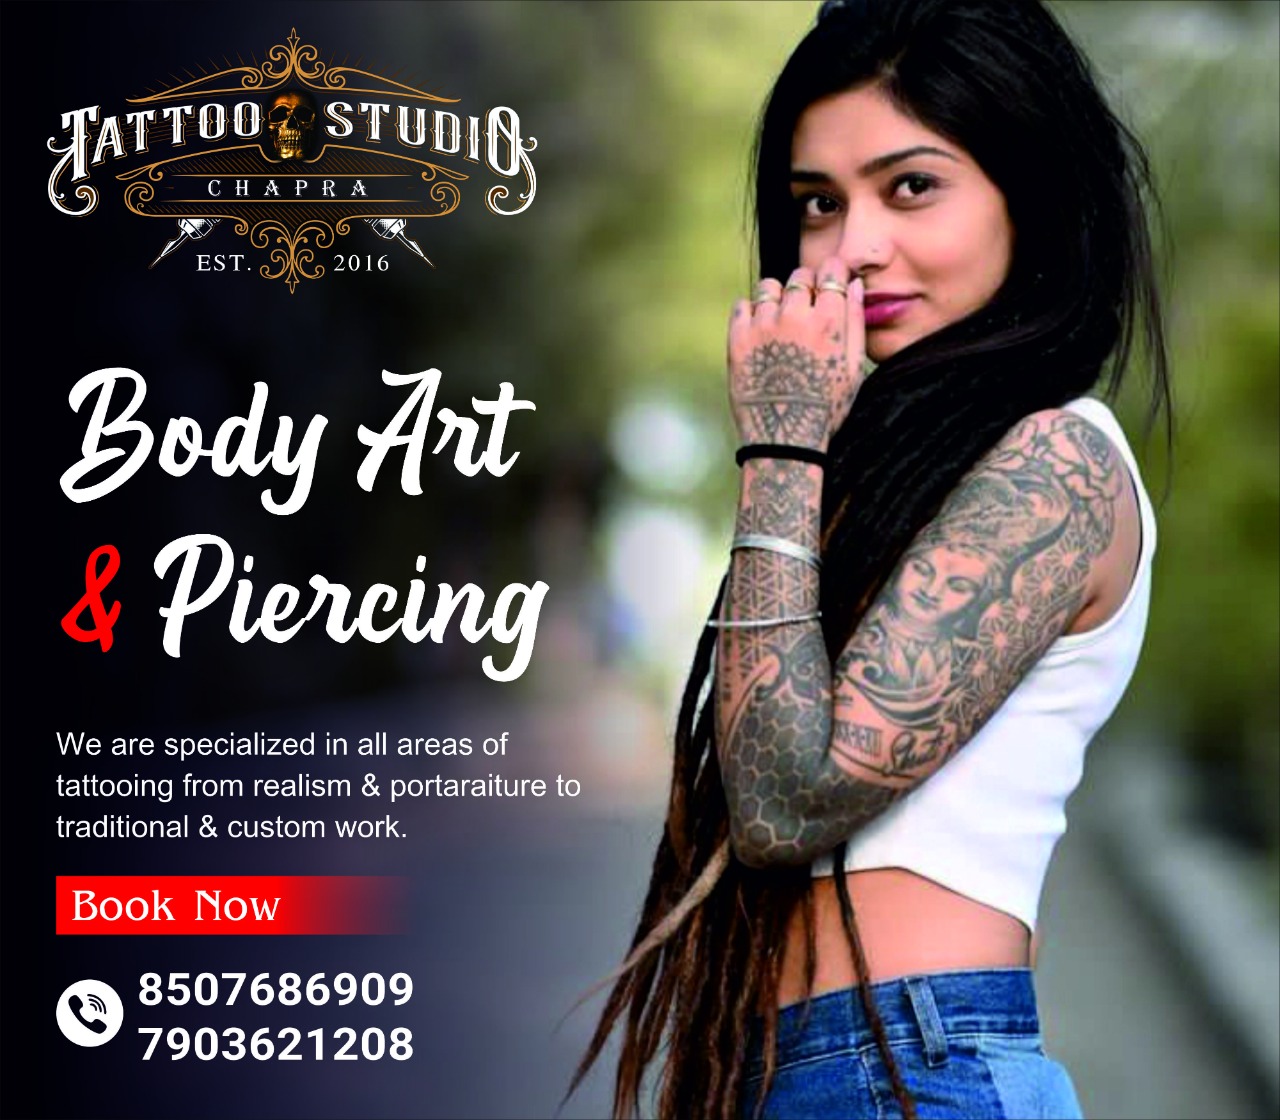 TATTOO STUDIO
CHAPRA
EST. 2016
Body Art
& Piercing
We are specialized in all areas of
tattooing from realism & portaraiture to
traditional & custom work.
Book Now
8507686909
7903621208